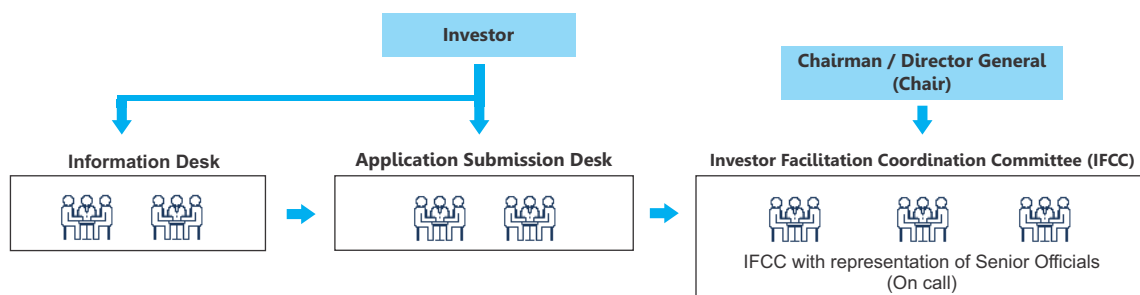 Investor
Chairman / Director General
(Chair)
Information Desk
Application Submission Desk
Investor Facilitation Coordination Committee (IFCC)
IFCC with representation of Senior Officials
(On call)